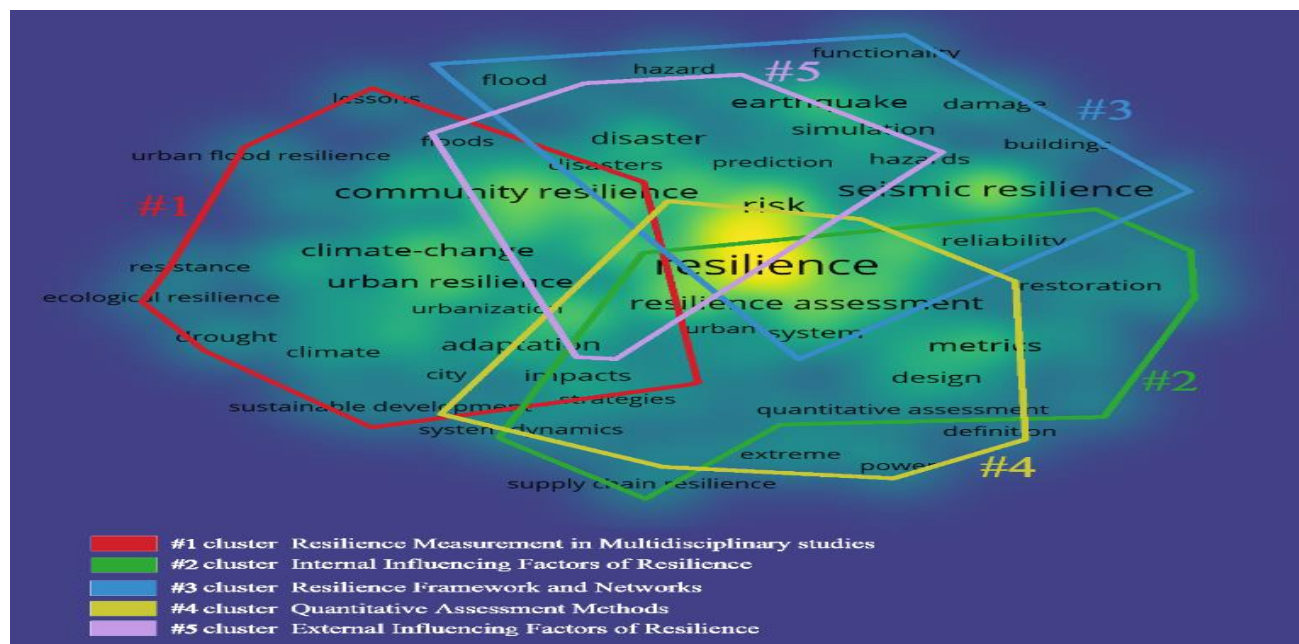 functionality
hazard
#5
flood
lessons
earthquake
damage
#3
disaster
simulation
floods
buildings
urban flood resilience
disasters
prediction
hazards
community resilience
seismic resilience
#1
risk
climate-change
reliability
resistance
resilience
urban resilience
restoration
ecological resilience
urbanization
resilience assessment
drought
urban system
climate
adaptation
metrics
city
impacts
design
#2
strategies
sustainable development
quantitative assessment
system dynamics
definition
extreme
power
#4
supply chain resilience
#1 cluster Resilience Measurement in Multidisciplinary studies
#2 cluster Internal Influencing Factors of Resilience
#3 cluster Resilience Framework and Networks
#4 cluster Quantitative Assessment Methods
#5 cluster External Influencing Factors of Resilience